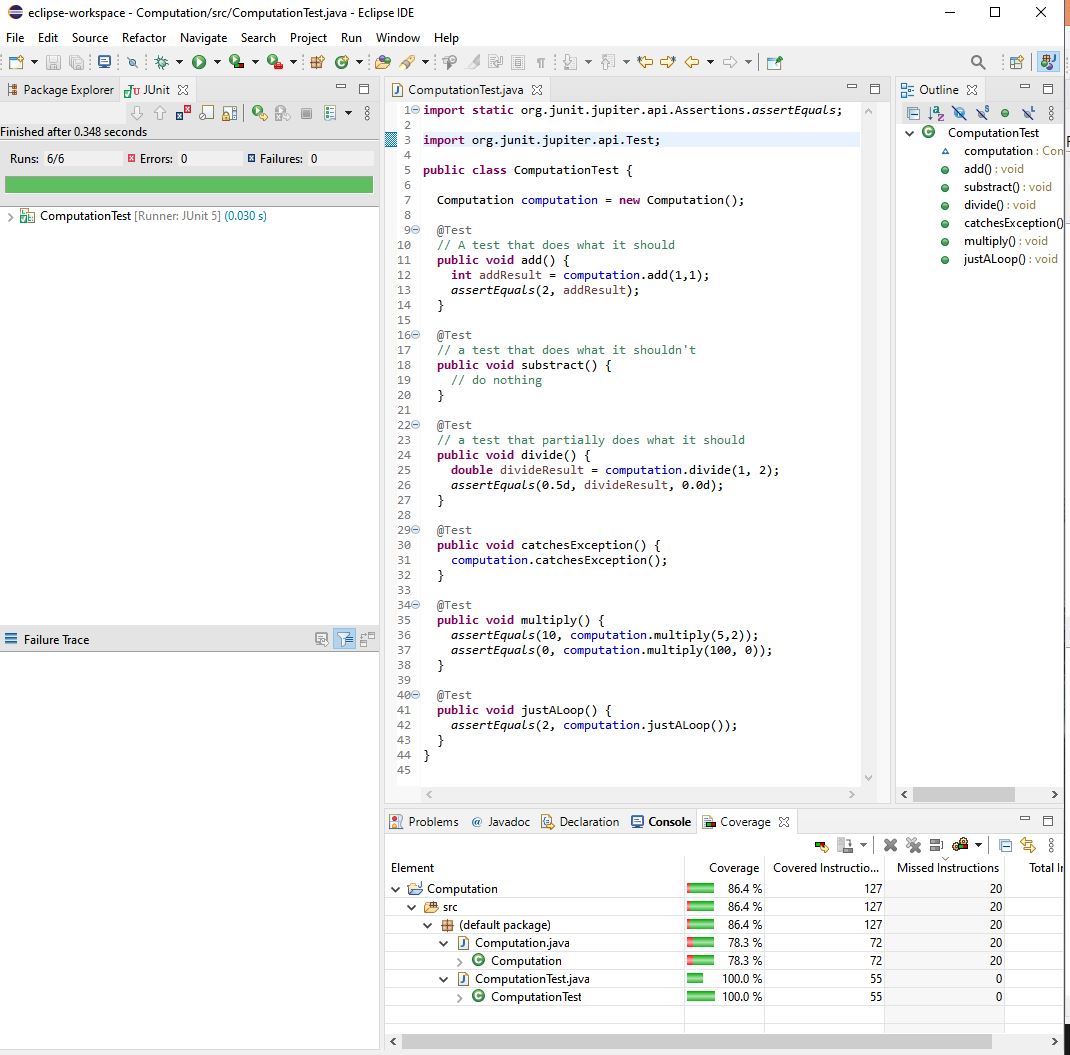 eclipse-workspace - Computation/src/ComputationTest.java - Eclipse IDE
File Edit Source Refactor Navigate Search Project Run Window Help
Package Explorer JUnit
Finished after 0.348 seconds
Runs: 6/6 Errors: 0 Failures: 0
ComputationTest [Runner: JUnit 5] (0.030 s)
Failure Trace
ComputationTest.java
1 import static org.junit.jupiter.api.Assertions.assertEquals;
2
3 import org.junit.jupiter.api.Test;
4
5 public class ComputationTest {
6
7 Computation computation = new Computation();
8
9 @Test
10 // A test that does what it should
11 public void add() {
12 int addResult = computation.add(1,1);
13 assertEquals(2, addResult);
14 }
15
16 @Test
17 // a test that does what it shouldn't
18 public void substract() {
19 // do nothing
20 }
21
22 @Test
23 // a test that partially does what it should
24 public void divide() {
25 double divideResult = computation.divide(1, 2);
26 assertEquals(0.5d, divideResult, 0.0d);
27 }
28
29 @Test
30 public void catchesException() {
31 computation.catchesException();
32 }
33
34 @Test
35 public void multiply() {
36 assertEquals(10, computation.multiply(5,2));
37 assertEquals(0, computation.multiply(100, 0));
38 }
39
40 @Test
41 public void justALoop() {
42 assertEquals(2, computation.justALoop());
43 }
44 }
45
Outline
ComputationTest
computation : Con
add() : void
substract() : void
divide() : void
catchesException()
multiply() : void
justALoop() : void
Problems @ Javadoc Declaration Console Coverage
Element Coverage Covered Instructio... Missed Instructions Total Ir
Computation 86.4 % 127 20
src 86.4 % 127 20
(default package) 86.4 % 127 20
Computation.java 78.3 % 72 20
Computation 78.3 % 72 20
ComputationTest.java 100.0 % 55 0
ComputationTest 100.0 % 55 0